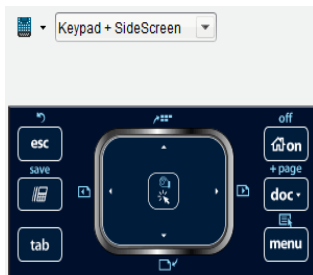 Keypad + SideScreen
off
esc
on
save
+ page
doc
tab
menu